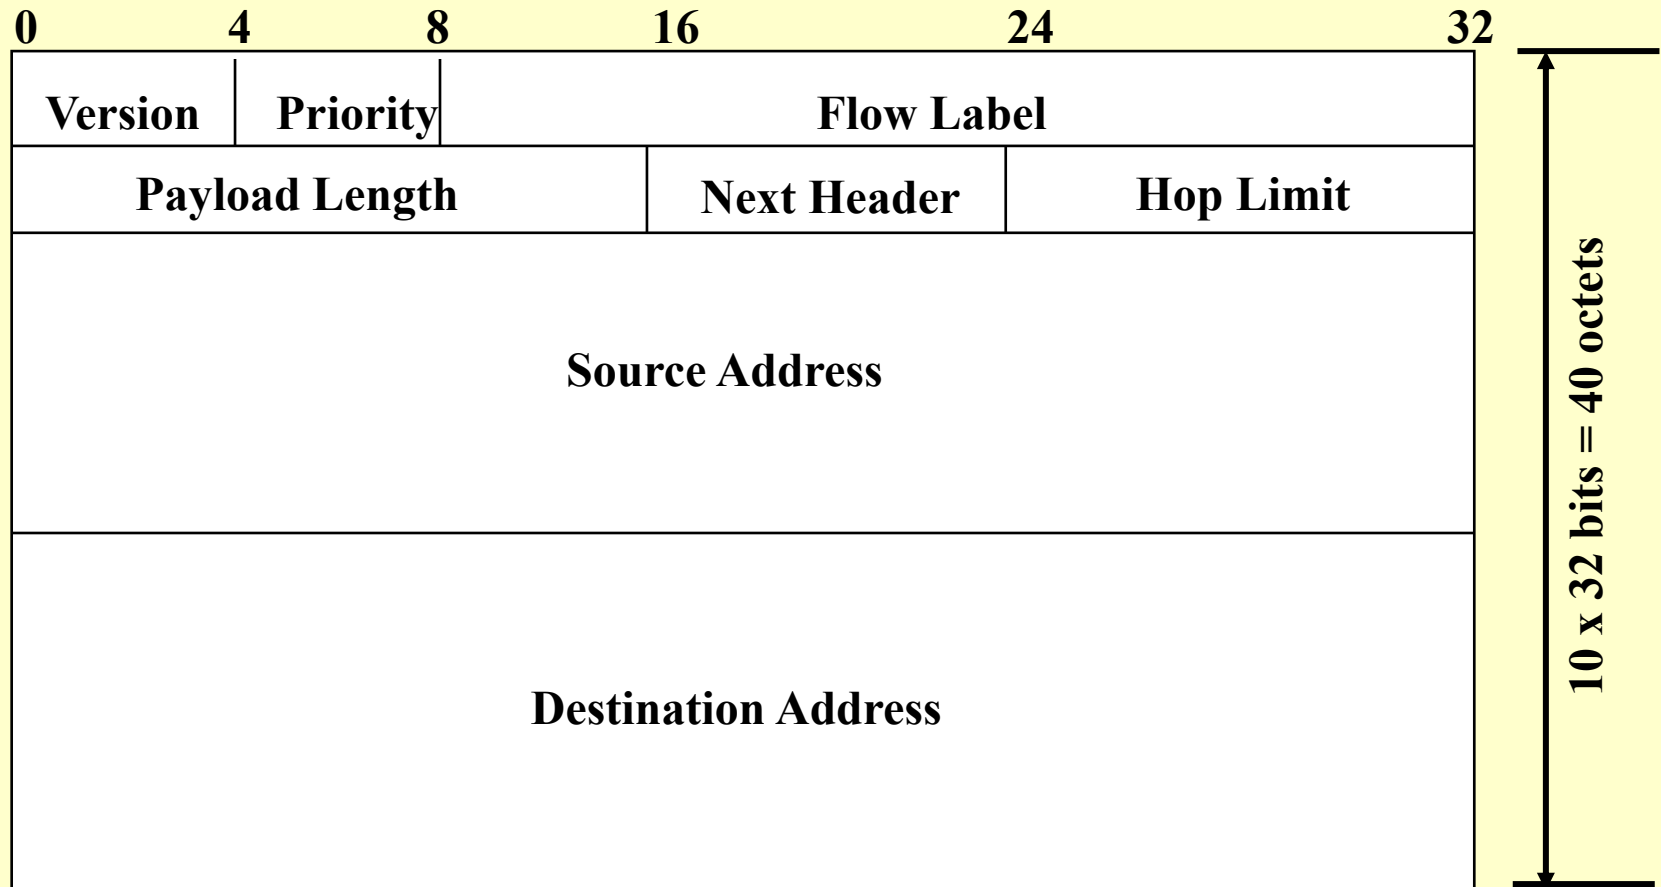 0 4 8 16 24 32
Version Priority Flow Label
Payload Length Next Header Hop Limit
Source Address
Destination Address
10 x 32 bits = 40 octets